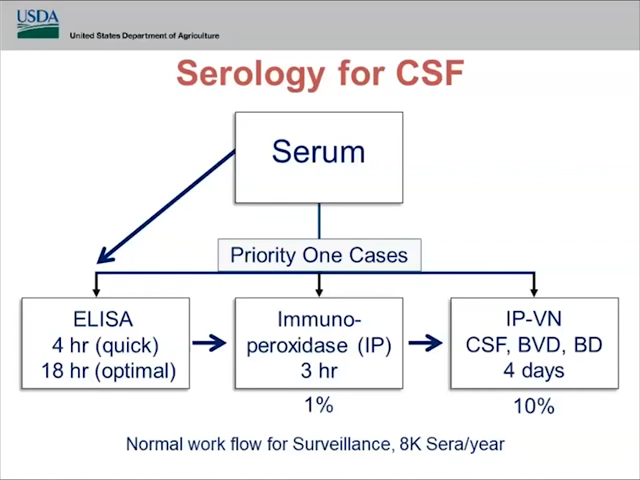 USDA
United States Department of Agriculture
Serology for CSF
Serum
Priority One Cases
ELISA
4 hr (quick)
18 hr (optimal)
Immuno-
peroxidase (IP)
3 hr
IP-VN
CSF, BVD, BD
4 days
1%
10%
Normal work flow for Surveillance, 8K Sera/year